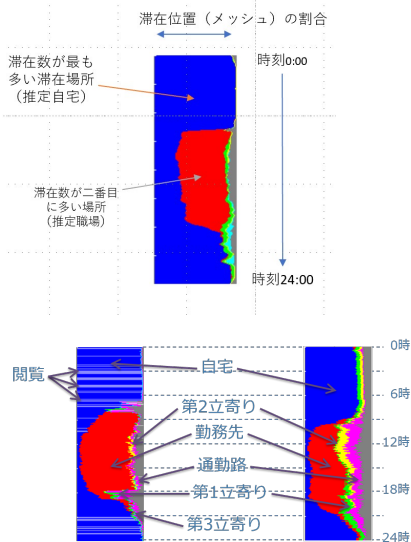 滞在位置（メッシュ）の割合
滞在数が最も
多い滞在場所
（推定自宅）
時刻0:00
滞在数が二番目
に多い場所
（推定職場）
時刻24:00
0時
自宅
閲覧
6時
第2立寄り
勤務先
12時
通勤路
第1立寄り
18時
第3立寄り
24時